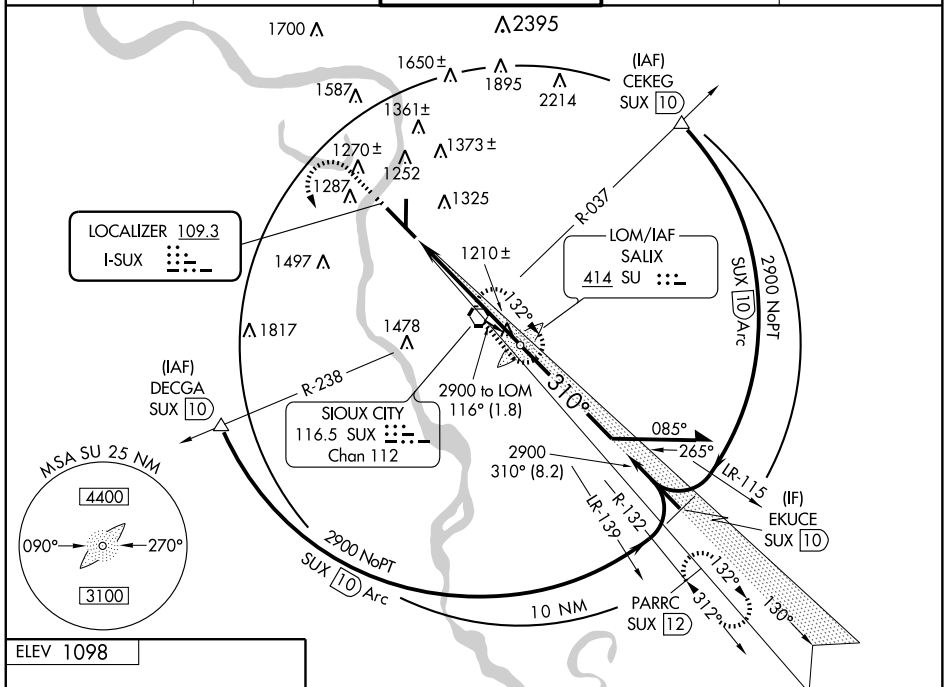 1700
2395
1650 ±
1895
2214
(IAF)
CEKEG
SUX 10
1587
1361 ±
1373 ±
1270 ±
1252
1287
1325
R-037
LOCALIZER 109.3
I-SUX
LOM/IAF
SALIX
414 SU
1210 ±
132°
1497
2900 NoPT
SUX 10 Arc
1817
1478
(IAF)
DECGA
SUX 10
R-238
2900 to LOM
116° (1.8)
310°
SIOUX CITY
116.5 SUX
Chan 112
085°
265°
2900
310° (8.2)
LR-115
(IF)
EKUCE
SUX 10
R-132
LR-139
MSA SU 25 NM
4400
090°
270°
3100
2900 NoPT
SUX 10 Arc
10 NM
PARRC
SUX 12
132°
312°
130°
ELEV 1098